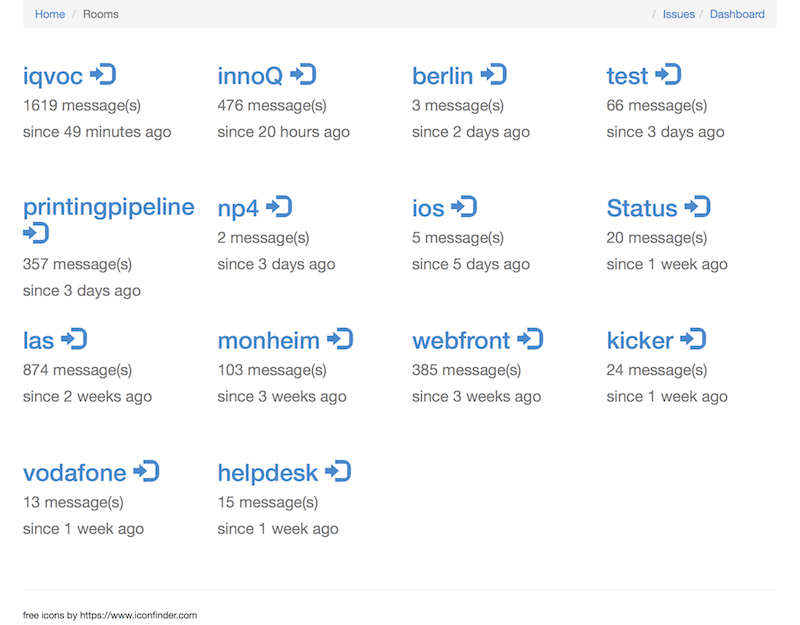 Home / Rooms / Issues / Dashboard
iqvoc innoQ berlin test
1619 message(s) 476 message(s) 3 message(s) 66 message(s)
since 49 minutes ago since 20 hours ago since 2 days ago since 3 days ago
printingpipeline np4 ios Status
357 message(s) 2 message(s) 5 message(s) 20 message(s)
since 3 days ago since 3 days ago since 5 days ago since 1 week ago
las monheim webfront kicker
874 message(s) 103 message(s) 385 message(s) 24 message(s)
since 2 weeks ago since 3 weeks ago since 3 weeks ago since 1 week ago
vodafone helpdesk
13 message(s) 15 message(s)
since 1 week ago since 1 week ago
free icons by https://www.iconfinder.com